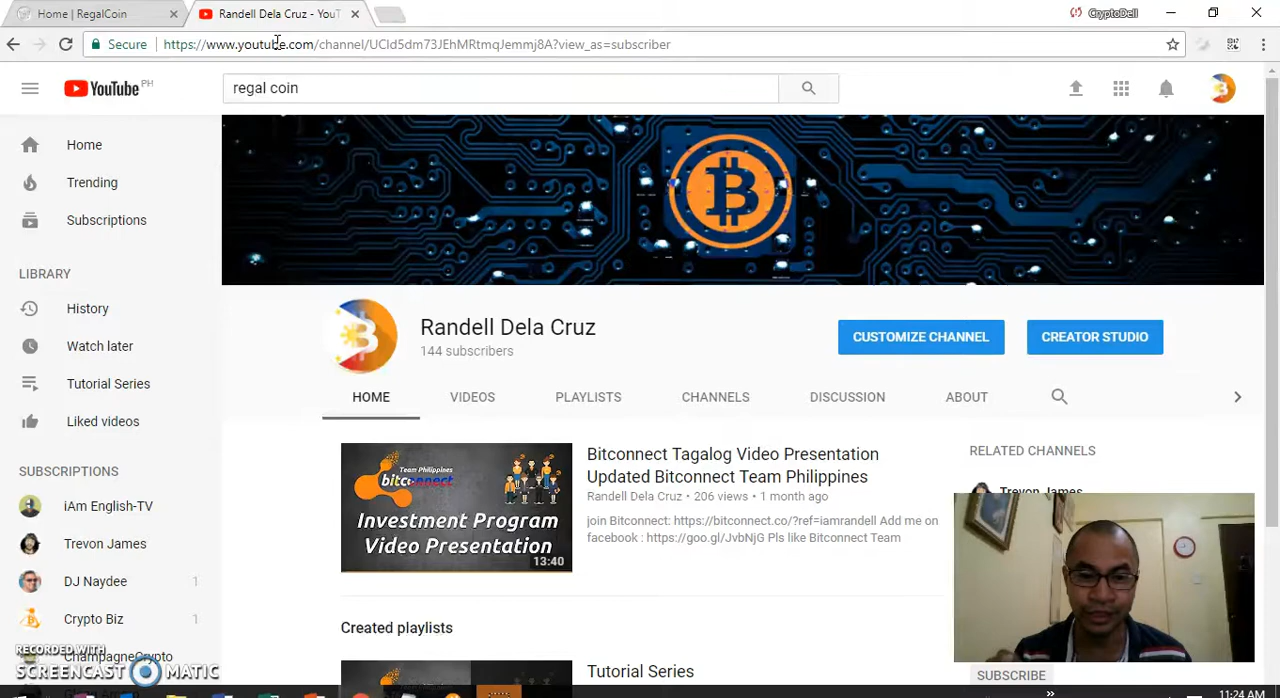 Home | RegalCoin
Randell Dela Cruz - YouT
CryptoDell
Secure
https://www.youtube.com/channel/UCId5dm73JEhMRtmqJemmj8A?view_as=subscriber
YouTube PH
regal coin
Home
Trending
Subscriptions
LIBRARY
History
Watch later
Tutorial Series
Liked videos
SUBSCRIPTIONS
iAm English-TV
Trevon James
DJ Naydee 1
Crypto Biz 1
ChampagneCrypto
RECORDED WITH
SCREENCAST MATIC
Randell Dela Cruz
144 subscribers
CUSTOMIZE CHANNEL
CREATOR STUDIO
HOME VIDEOS PLAYLISTS CHANNELS DISCUSSION ABOUT
Team Philippines
bitconnect
Investment Program
Video Presentation
13:40
Bitconnect Tagalog Video Presentation
Updated Bitconnect Team Philippines
Randell Dela Cruz • 206 views • 1 month ago
join Bitconnect: https://bitconnect.co/?ref=iamrandell Add me on
facebook : https://goo.gl/JvbNjG Pls like Bitconnect Team
RELATED CHANNELS
Trevon James
SUBSCRIBE
Created playlists
Tutorial Series
11:24 AM